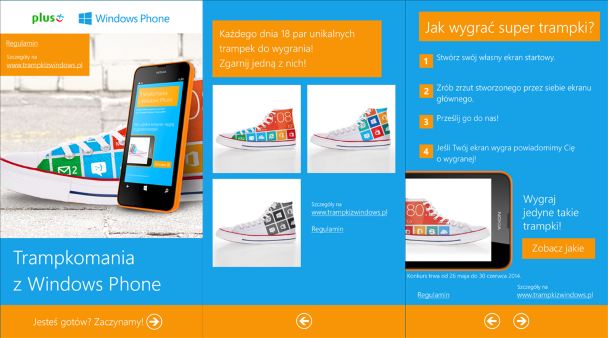 plus
Windows Phone
Regulamin
Szczegóły na
www.trampkizwindows.pl
Trampkomania
z Windows Phone
Jesteś gotów? Zaczynamy!
Każdego dnia 18 par unikalnych
trampek do wygrania!
Zgarnij jedną z nich!
Szczegóły na
www.trampkizwindows.pl
Regulamin
Jak wygrać super trampki?
1 Stwórz swój własny ekran startowy.
2 Zrób zrzut stworzonego przez siebie ekranu
głównego.
3 Prześlij go do nas!
4 Jeśli Twój ekran wygra powiadomimy Cię
o wygranej!
NOKIA
Wygraj
jedyne takie
trampki!
Zobacz jakie
Konkurs trwa od 26 maja do 30 czerwca 2014.
Regulamin
Szczegóły na
www.trampkizwindows.pl